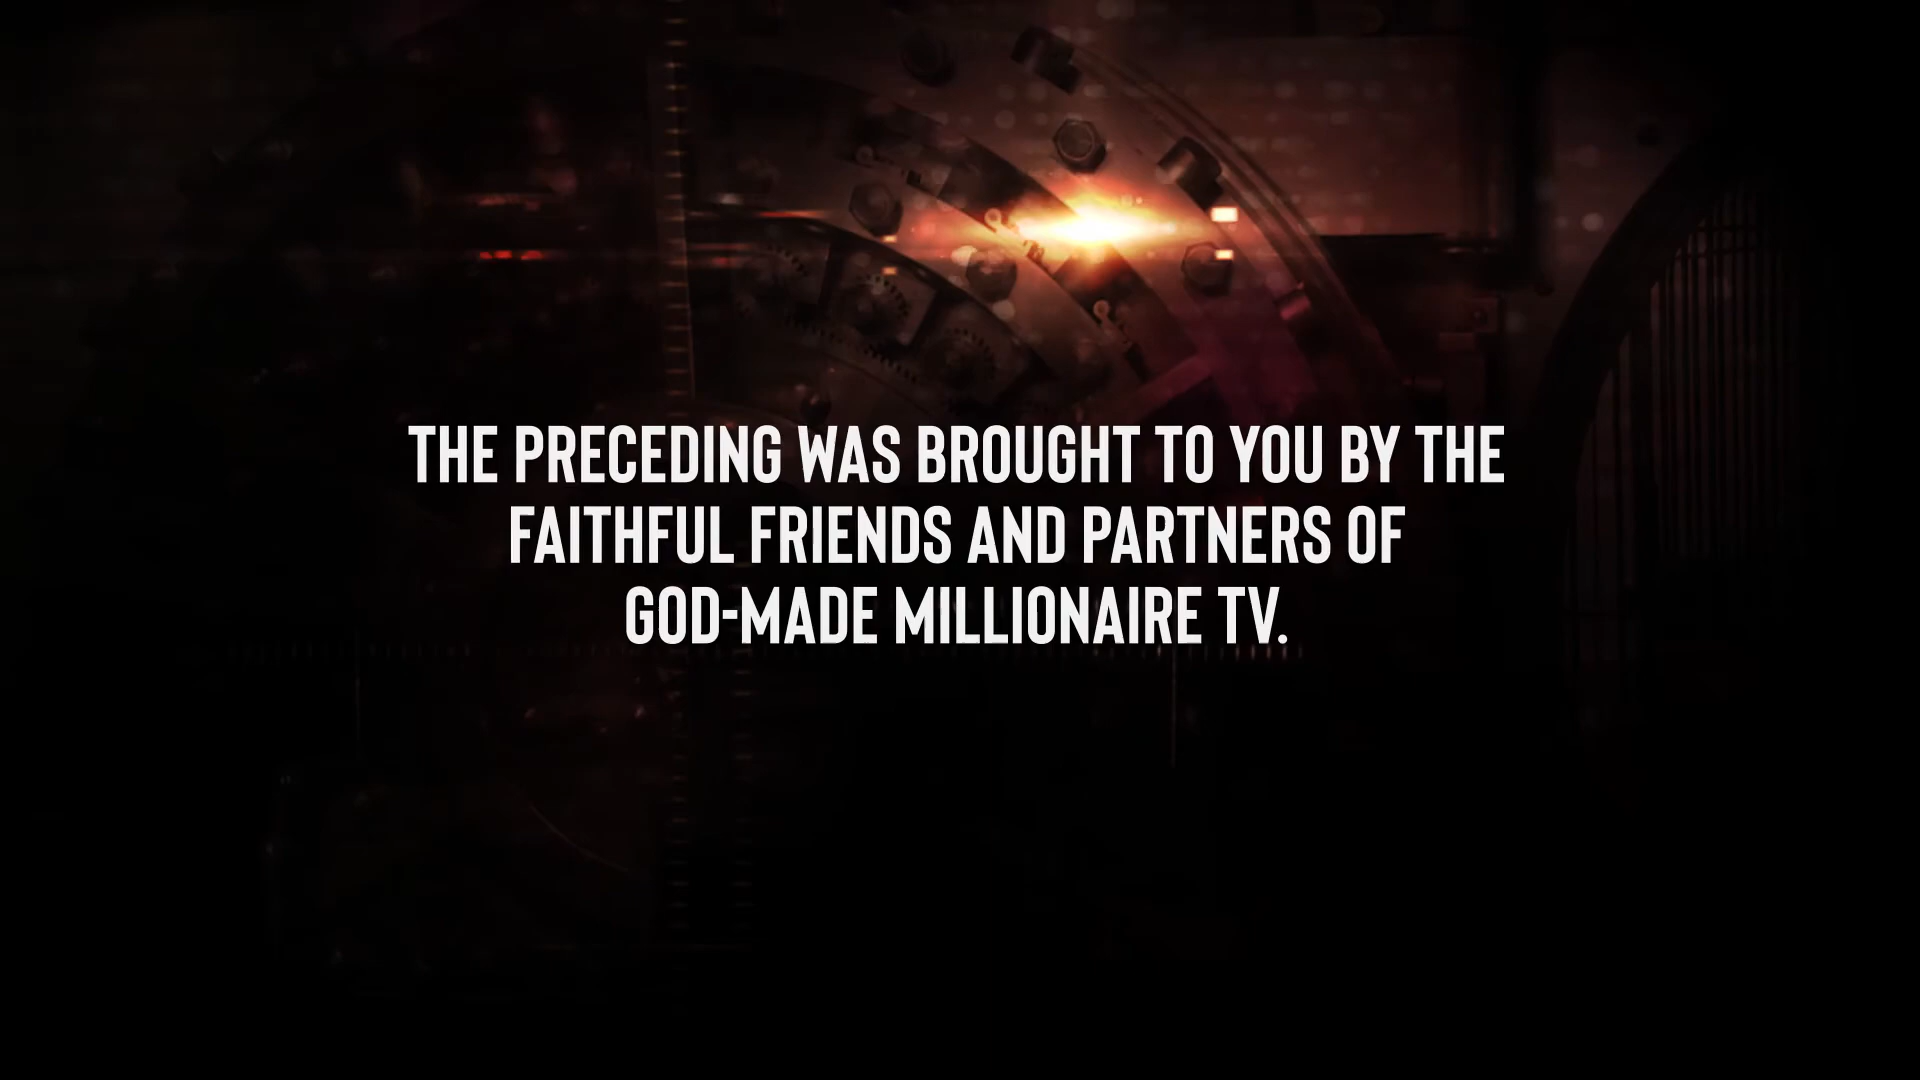 THE PRECEDING WAS BROUGHT TO YOU BY THE
FAITHFUL FRIENDS AND PARTNERS OF
GOD-MADE MILLIONAIRE TV.